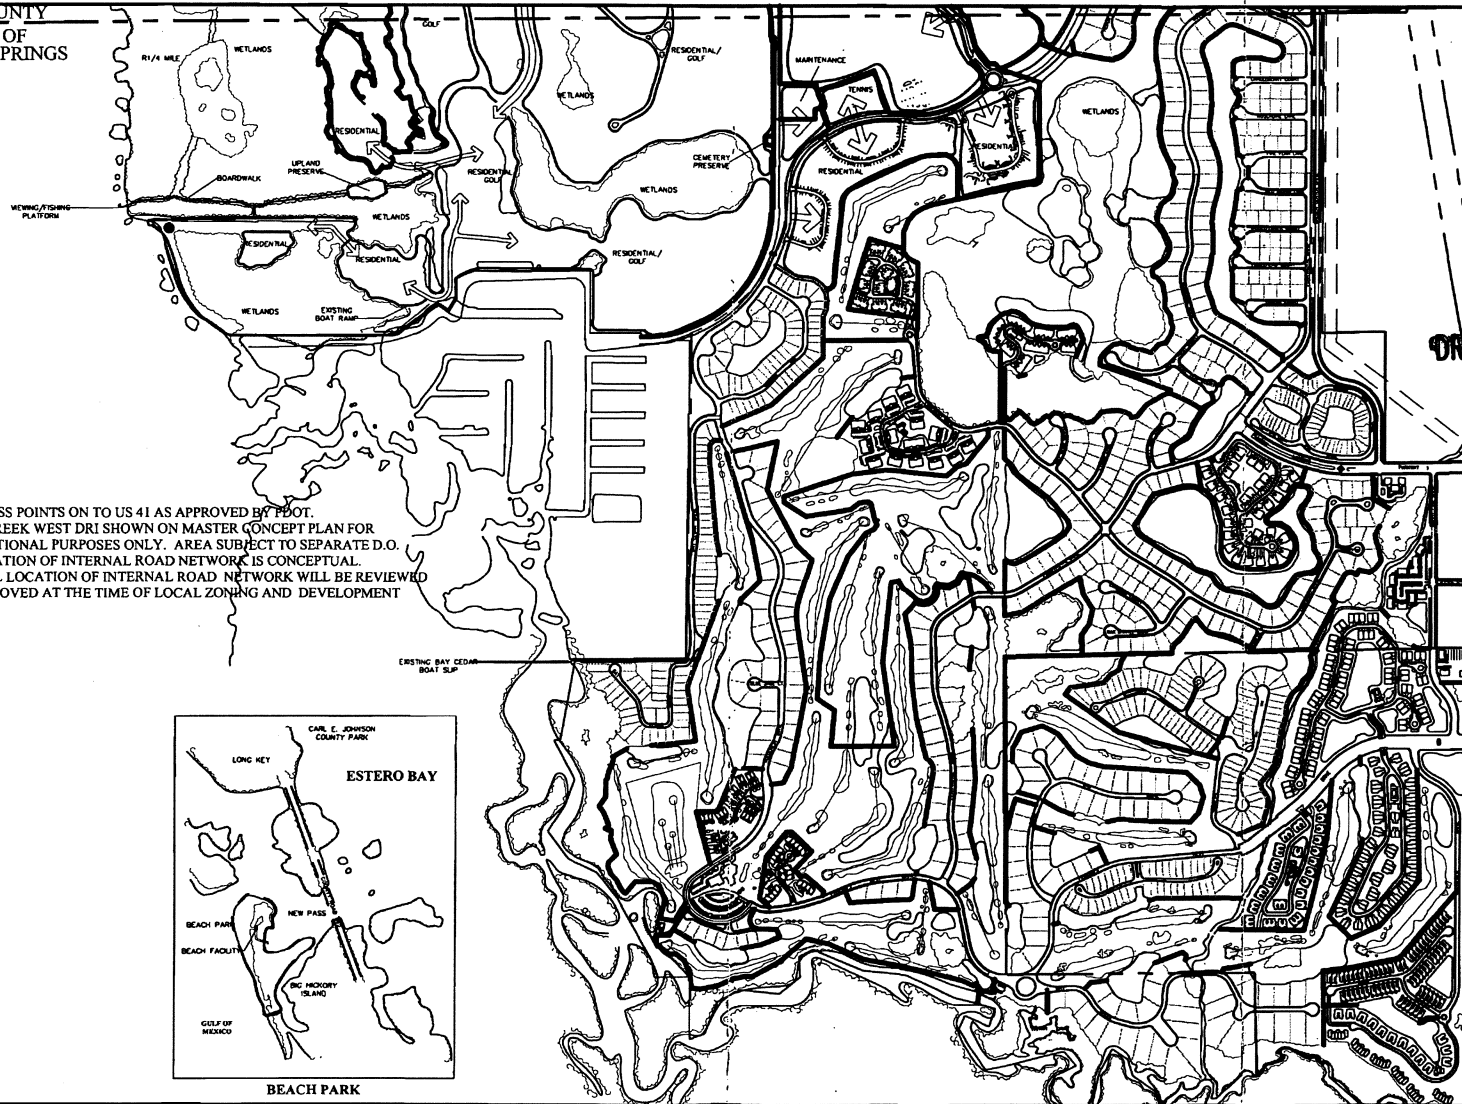 UNTY
OF
PRINGS
GOLF
R1/4 MILE
WETLANDS
RESIDENTIAL/
GOLF
MAINTENANCE
WETLANDS
TENNIS
WETLANDS
RESIDENTIAL
RESIDENTIAL
UPLAND
PRESERVE
CEMETERY
PRESERVE
BOARDWALK
RESIDENTIAL
GOLF
RESIDENTIAL
WETLANDS
VIEWING/FISHING
PLATFORM
WETLANDS
RESIDENTIAL
RESIDENTIAL
RESIDENTIAL/
GOLF
WETLANDS
EXISTING
BOAT RAMP
DR
SS POINTS ON TO US 41 AS APPROVED BY FDOT.
REEK WEST DRI SHOWN ON MASTER CONCEPT PLAN FOR
TIONAL PURPOSES ONLY. AREA SUBJECT TO SEPARATE D.O.
ATION OF INTERNAL ROAD NETWORK IS CONCEPTUAL.
L LOCATION OF INTERNAL ROAD NETWORK WILL BE REVIEWED
OVED AT THE TIME OF LOCAL ZONING AND DEVELOPMENT
EXISTING BAY CEDAR
BOAT SLIP
CARL E. JOHNSON
COUNTY PARK
LONG KEY
ESTERO BAY
NEW PASS
BEACH PARK
BEACH FACILITY
BIG HICKORY
ISLAND
GULF OF
MEXICO
BEACH PARK